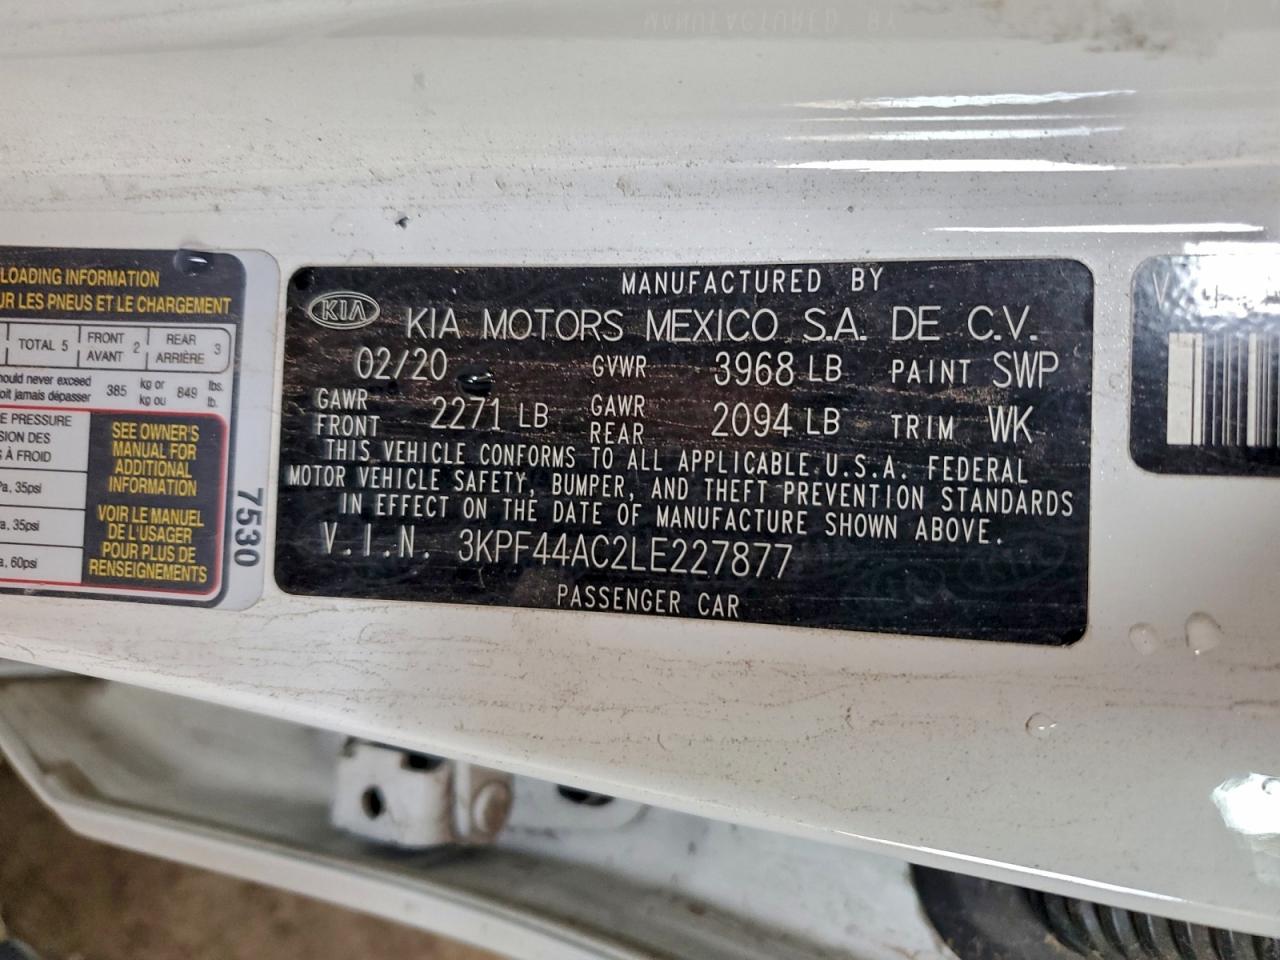 LOADING INFORMATION
UR LES PNEUS ET LE CHARGEMENT
TOTAL 5
FRONT
AVANT
2
REAR
ARRIÈRE
3
ould never exceed
oit jamais dépasser
385
kg or
kg ou
849
lbs.
lb.
E PRESSURE
SION DES
S À FROID
Pa, 35psi
a, 35psi
a, 60psi
SEE OWNER'S
MANUAL FOR
ADDITIONAL
INFORMATION
VOIR LE MANUEL
DE L'USAGER
POUR PLUS DE
RENSEIGNEMENTS
7530
MANUFACTURED BY
KIA
KIA MOTORS MEXICO S.A. DE C.V.
02/20 GVWR 3968 LB PAINT SWP
GAWR
FRONT
2271 LB
GAWR
REAR
2094 LB TRIM WK
THIS VEHICLE CONFORMS TO ALL APPLICABLE U.S.A. FEDERAL
MOTOR VEHICLE SAFETY, BUMPER, AND THEFT PREVENTION STANDARDS
IN EFFECT ON THE DATE OF MANUFACTURE SHOWN ABOVE.
V.I.N. 3KPF44AC2LE227877
PASSENGER CAR